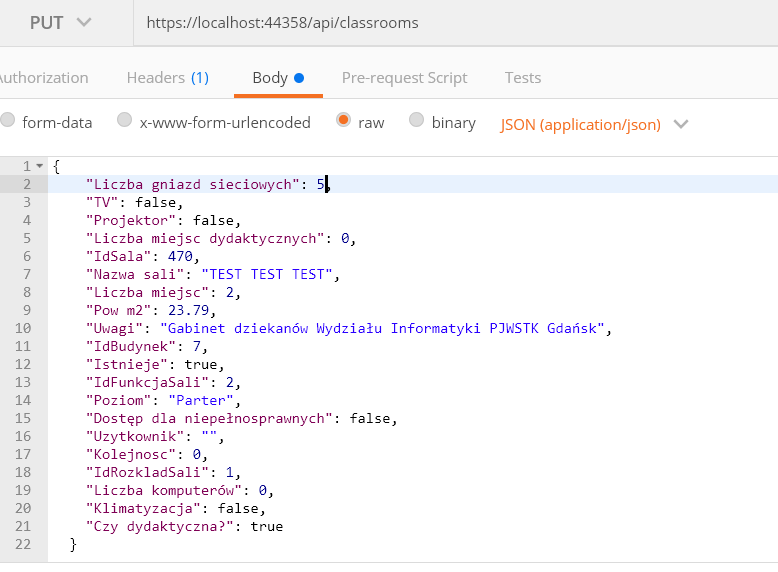 PUT https://localhost:44358/api/classrooms
Authorization Headers (1) Body Pre-request Script Tests
form-data x-www-form-urlencoded raw binary JSON (application/json)
1 {
2 "Liczba gniazd sieciowych": 5,
3 "TV": false,
4 "Projektor": false,
5 "Liczba miejsc dydaktycznych": 0,
6 "IdSala": 470,
7 "Nazwa sali": "TEST TEST TEST",
8 "Liczba miejsc": 2,
9 "Pow m2": 23.79,
10 "Uwagi": "Gabinet dziekanów Wydziału Informatyki PJWSTK Gdańsk",
11 "IdBudynek": 7,
12 "Istnieje": true,
13 "IdFunkcjaSali": 2,
14 "Poziom": "Parter",
15 "Dostęp dla niepełnosprawnych": false,
16 "Uzytkownik": "",
17 "Kolejnosc": 0,
18 "IdRozkladSali": 1,
19 "Liczba komputerów": 0,
20 "Klimatyzacja": false,
21 "Czy dydaktyczna?": true
22 }